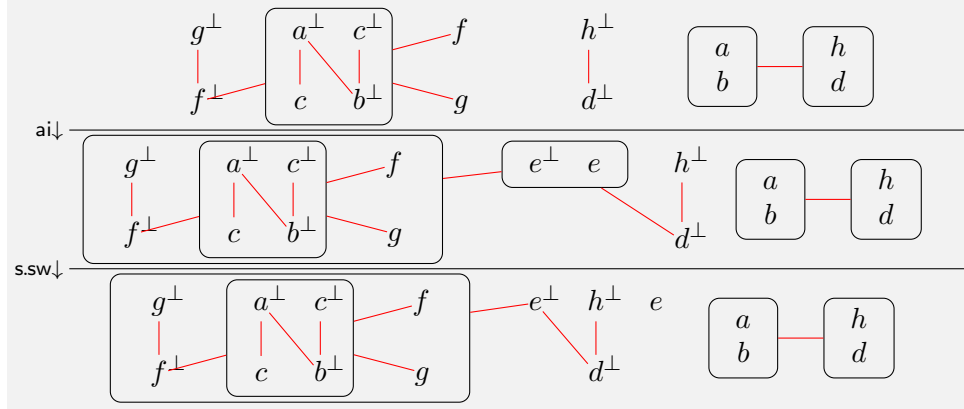 g⊥ a⊥ c⊥ f h⊥ a h
f⊥ c b⊥ g d⊥ b d
ai↓
g⊥ a⊥ c⊥ f e⊥ e h⊥ a h
f⊥ c b⊥ g d⊥ b d
s.sw↓
g⊥ a⊥ c⊥ f e⊥ h⊥ e a h
f⊥ c b⊥ g d⊥ b d